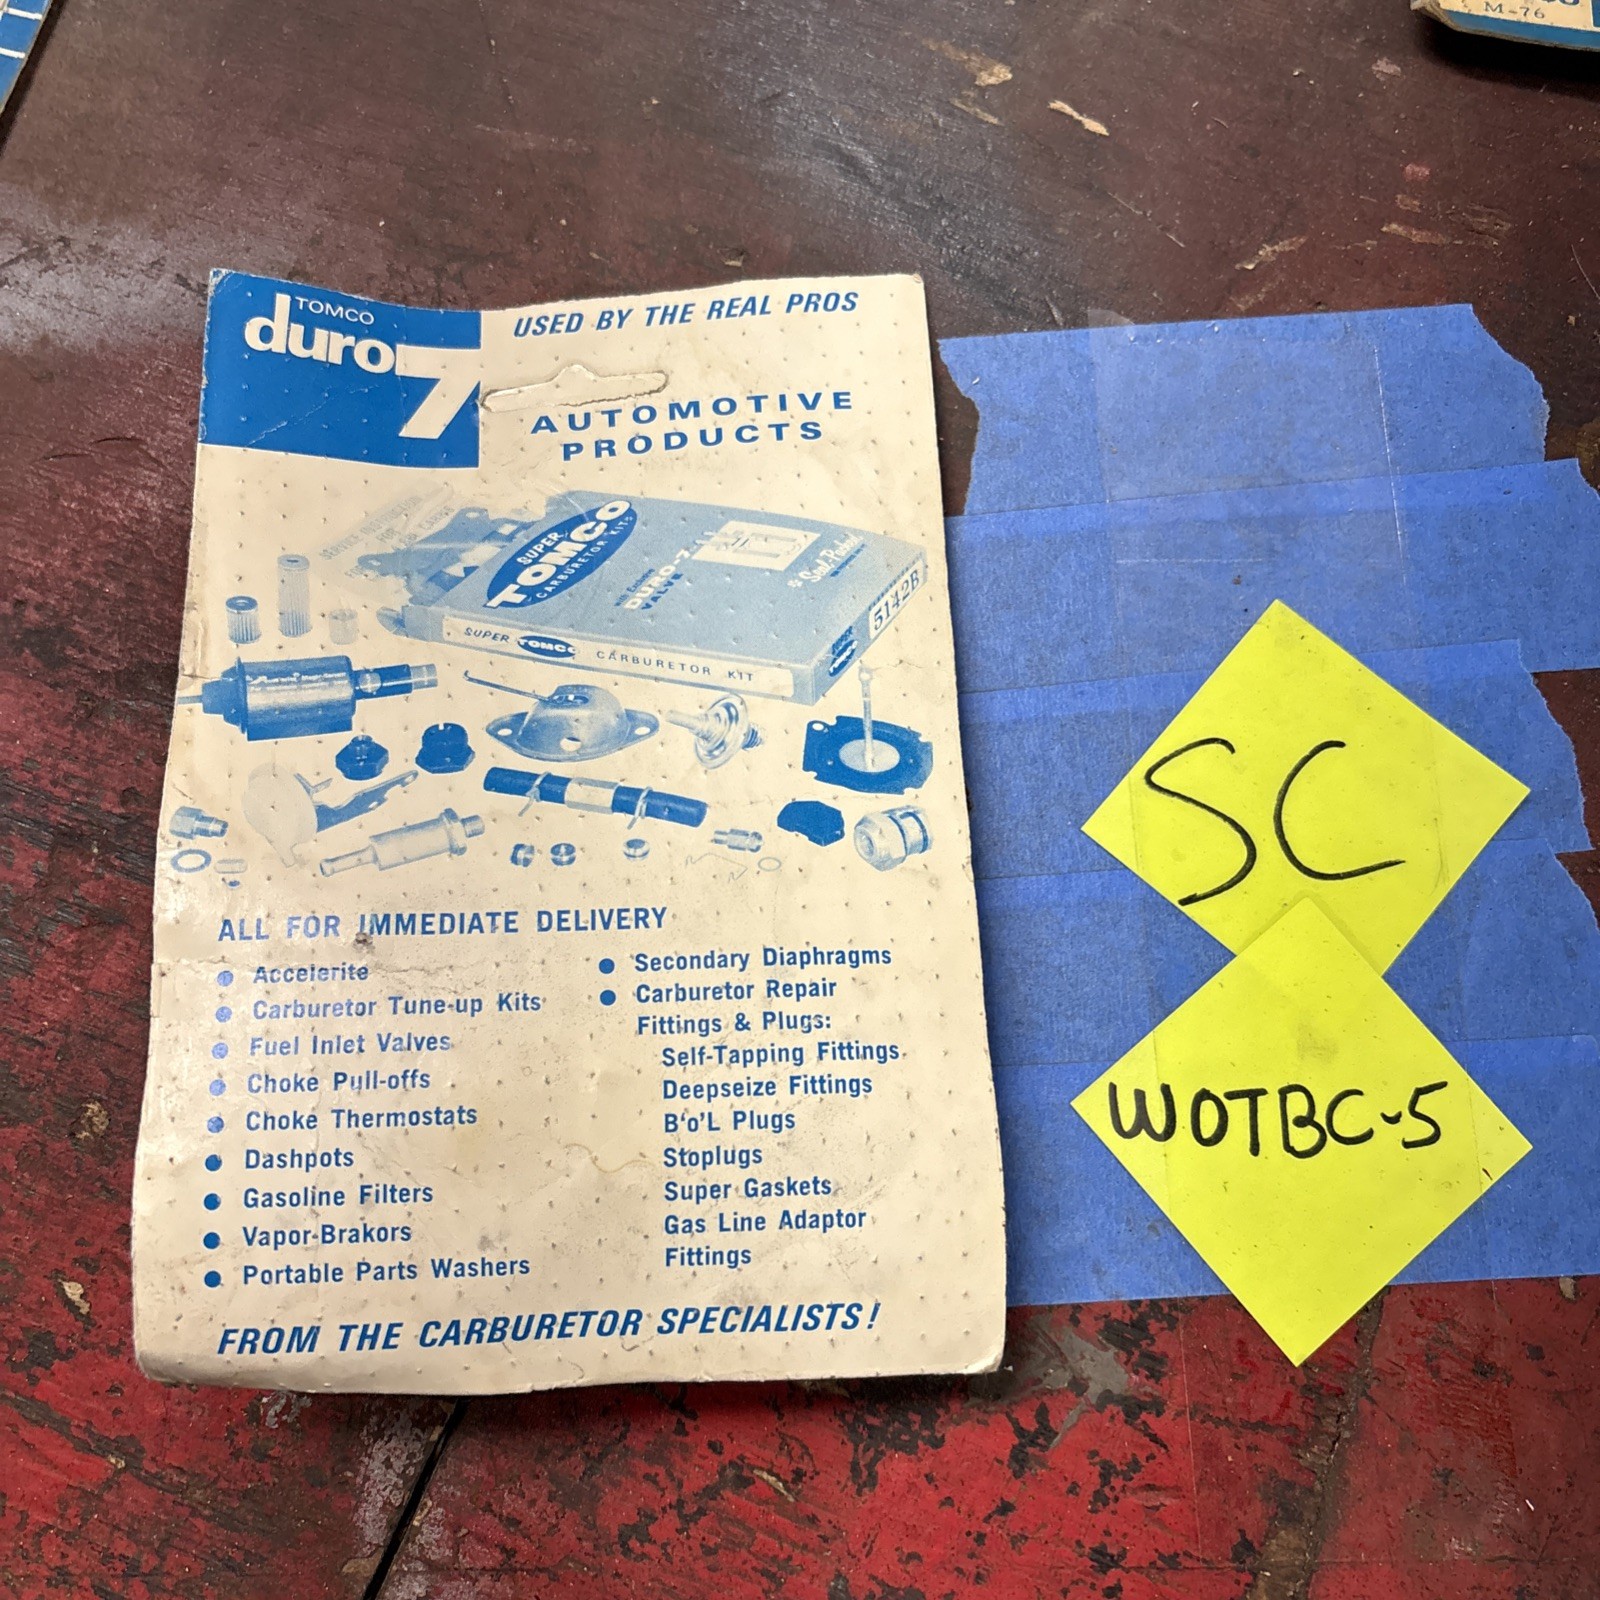 M-76
TOMCO
duro 7
USED BY THE REAL PROS
AUTOMOTIVE
PRODUCTS
SUPER
TOMCO
CARBURETOR KITS
DURO-7
VALVE
5142B
SUPER TOMCO CARBURETOR KIT
ALL FOR IMMEDIATE DELIVERY
• Accelerite
• Carburetor Tune-up Kits
• Fuel Inlet Valves
• Choke Pull-offs
• Choke Thermostats
• Dashpots
• Gasoline Filters
• Vapor-Brakors
• Portable Parts Washers
• Secondary Diaphragms
• Carburetor Repair
Fittings & Plugs:
Self-Tapping Fittings
Deepseize Fittings
B'o'L Plugs
Stoplugs
Super Gaskets
Gas Line Adaptor
Fittings
FROM THE CARBURETOR SPECIALISTS!
SC
WOTBC-5